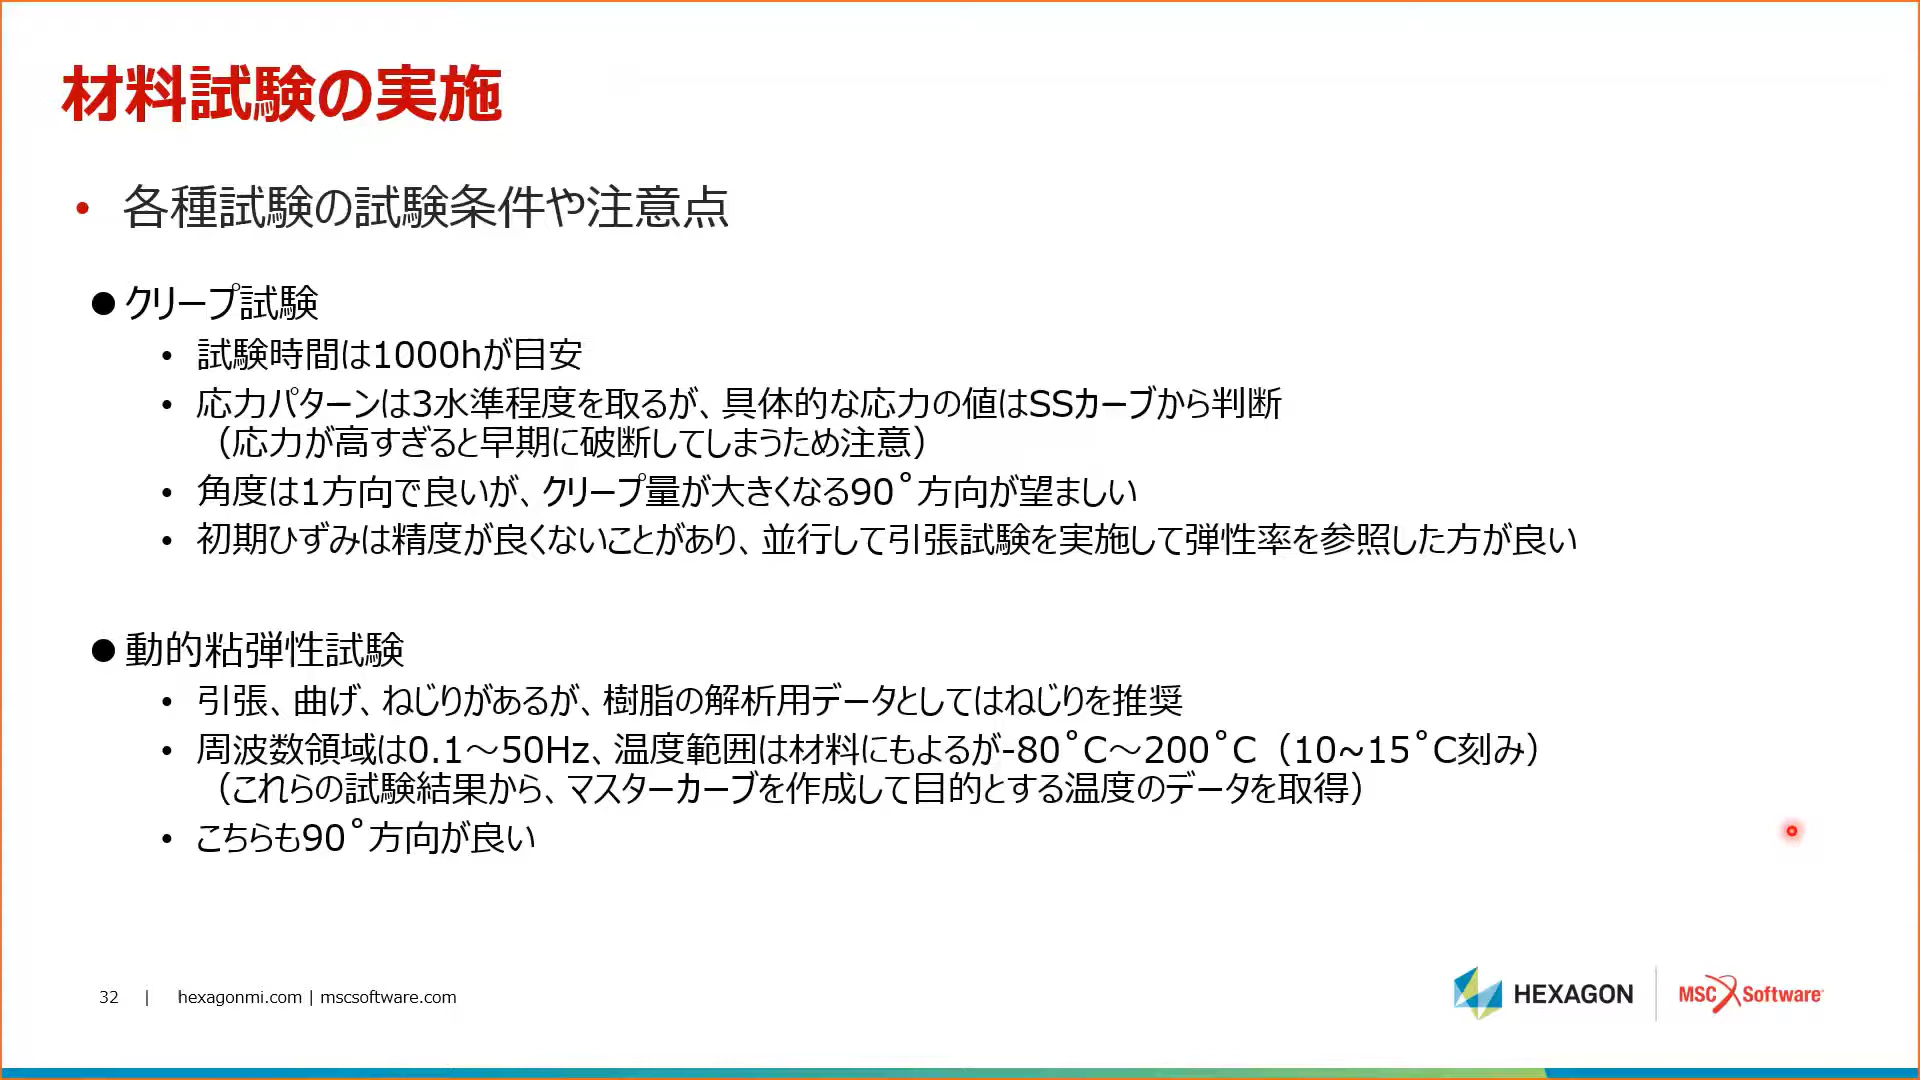 材料試験の実施
• 各種試験の試験条件や注意点
●クリープ試験
• 試験時間は1000hが目安
• 応力パターンは3水準程度を取るが、具体的な応力の値はSSカーブから判断
（応力が高すぎると早期に破断してしまうため注意）
• 角度は1方向で良いが、クリープ量が大きくなる90˚方向が望ましい
• 初期ひずみは精度が良くないことがあり、並行して引張試験を実施して弾性率を参照した方が良い
●動的粘弾性試験
• 引張、曲げ、ねじりがあるが、樹脂の解析用データとしてはねじりを推奨
• 周波数領域は0.1～50Hz、温度範囲は材料にもよるが-80˚C～200˚C（10~15˚C刻み）
（これらの試験結果から、マスターカーブを作成して目的とする温度のデータを取得）
• こちらも90˚方向が良い
32 | hexagonmi.com | mscsoftware.com
HEXAGON
MSC Software